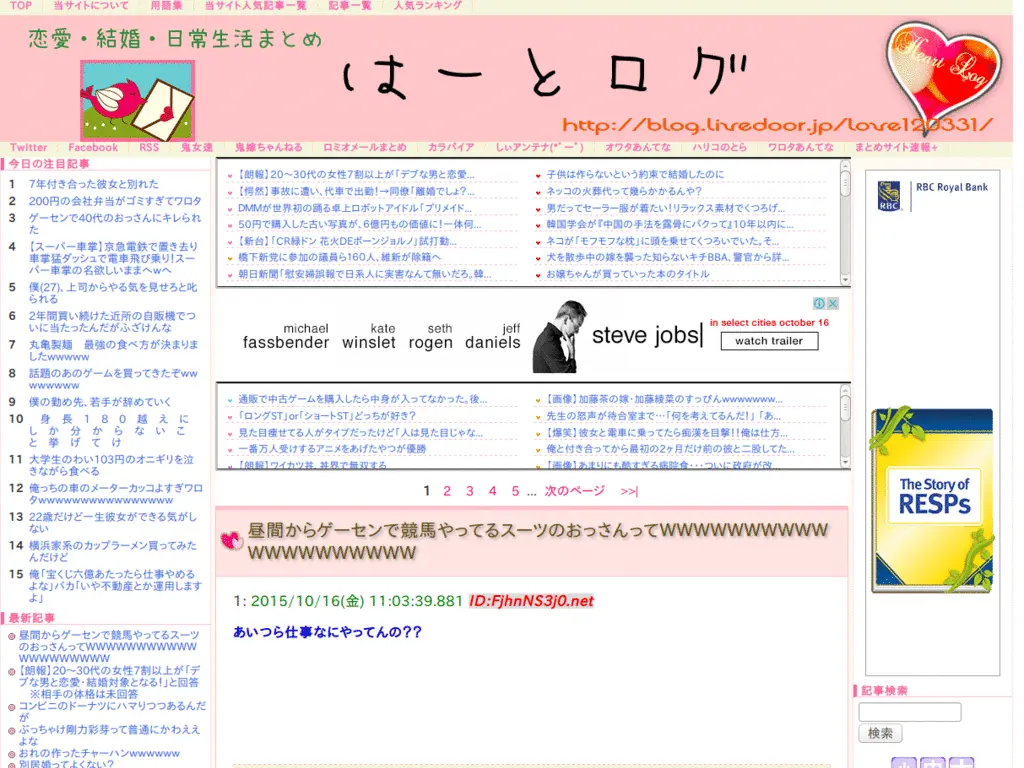 TOP 当サイトについて 用語集 当サイト人気記事一覧 記事一覧 人気ランキング
恋愛・結婚・日常生活まとめ
はーとログ
Heart Log
http://blog.livedoor.jp/love120331/
Twitter Facebook RSS 鬼女速 鬼嫁ちゃんねる ロミオメールまとめ カラパイア しぃアンテナ(*ﾟーﾟ) オワタあんてな ハリコのとら ワロタあんてな まとめサイト速報+
今日の注目記事
1 7年付き合った彼女と別れた
2 200円の会社弁当がゴミすぎてワロタ
3 ゲーセンで40代のおっさんにキレられ
た
4 【スーパー車掌】京急電鉄で置き去り
車掌猛ダッシュで電車飛び乗り!スー
パー車掌の名欲しいままへwへ
5 僕(27)、上司からやる気を見せろと叱
られる
6 2年間買い続けた近所の自販機でつ
いに当たったんだがふざけんな
7 丸亀製麺 最強の食べ方が決まりま
したwwwww
8 話題のあのゲームを買ってきたぞww
wwwwww
9 僕の勤め先、若手が辞めていく
10 身長180越えに
しか分からないこ
と挙げてけ
11 大学生のわい103円のオニギリを泣
きながら食べる
12 俺っちの車のメーターカッコよすぎワロ
タwwwwwwwwwwwwwwwww
13 22歳だけど一生彼女ができる気がし
ない
14 横浜家系のカップラーメン買ってみた
んだけど
15 俺「宝くじ六億あたったら仕事やめる
よな」バカ「いや不動産とか運用します
よ」
最新記事
昼間からゲーセンで競馬やってるスーツ
のおっさんってWWWWWWWWWWW
WWWWWWWWW
【朗報】20〜30代の女性7割以上が「デ
ブな男と恋愛・結婚対象となる!」と回答
※相手の体格は未回答
コンビニのドーナツにハマりつつあるんだ
が
ぶっちゃけ剛力彩芽って普通にかわええ
よな
おれの作ったチャーハンwwwwww
別居婚ってよくない?
【朗報】20〜30代の女性7割以上が「デブな男と恋愛...
【愕然】事故に遭い、代車で出勤!→同僚「離婚でしょ?...
DMMが世界初の踊る卓上ロボットアイドル「プリメイド...
50円で購入した古い写真が、6億円もの価値に!一体何...
【新台】「CR緑ドン 花火DEボーンジョルノ」試打動...
橋下新党に参加の議員ら160人、維新が除籍へ
朝日新聞「慰安婦誤報で日系人に実害なんて無いだろ。韓...
子供は作らないという約束で結婚したのに
ネッコの火葬代って幾らかかるんや?
男だってセーラー服が着たい!リラックス素材でくつろげ...
韓国学会が『中国の手法を露骨にパクって』10年以内に...
ネコが「モフモフな枕」に頭を乗せてくつろいでいた。そ...
犬を散歩中の嫁を襲った知らないキチBBA、警官から詳...
お嬢ちゃんが買っていった本のタイトル
michael fassbender kate winslet seth rogen jeff daniels
steve jobs
in select cities october 16
watch trailer
通販で中古ゲームを購入したら中身が入ってなかった。後...
「ロングST」or「ショートST」どっちが好き?
見た目痩せてる人がタイプだったけど「人は見た目じゃな...
一番万人受けするアニメをあげたやつが優勝
【朗報】ワイカツ丼、丼界で無双する
【画像】加藤茶の嫁・加藤綾菜のすっぴんwwwwwww...
先生の怒声が待合室まで…「何を考えてるんだ!」「あ...
【爆笑】彼女と電車に乗ってたら痴漢を目撃!!俺は仕方...
俺と付き合ってから最初の2ヶ月だけ前の彼と二股してた...
【画像】あまりにも酷すぎる病院食・・・ついに政府が改
1 2 3 4 5 ... 次のページ >>|
昼間からゲーセンで競馬やってるスーツのおっさんってWWWWWWWWWW
WWWWWWWWWW
1: 2015/10/16(金) 11:03:39.881 ID:FjhnNS3j0.net
あいつら仕事なにやってんの??
RBC
RBC Royal Bank
The Story of
RESPs
記事検索
検索